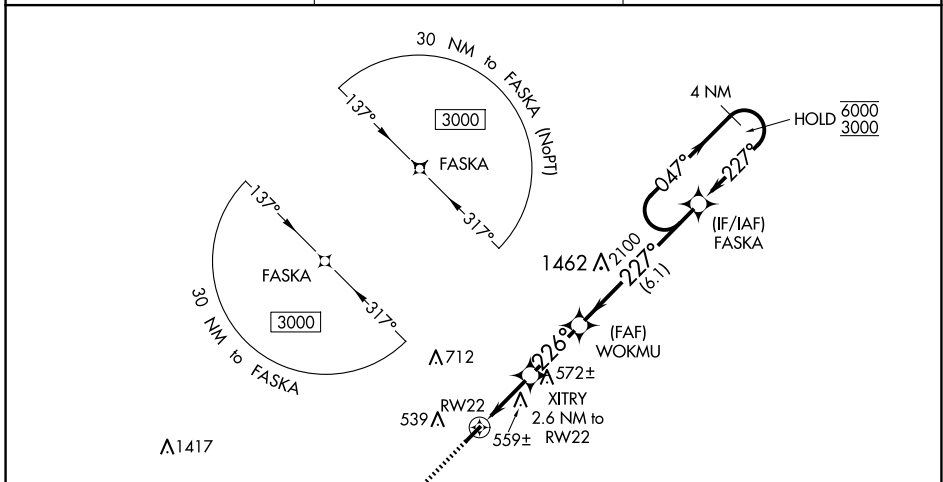 30 NM to FASKA (NoPT)
137°
3000
FASKA
317°
137°
FASKA
317°
3000
30 NM to FASKA
4 NM
HOLD 6000
3000
047°
227°
(IF/IAF)
FASKA
1462
2100
227°
(6.1)
(FAF)
WOKMU
226°
712
572±
XITRY
2.6 NM to
RW22
RW22
539
559±
1417